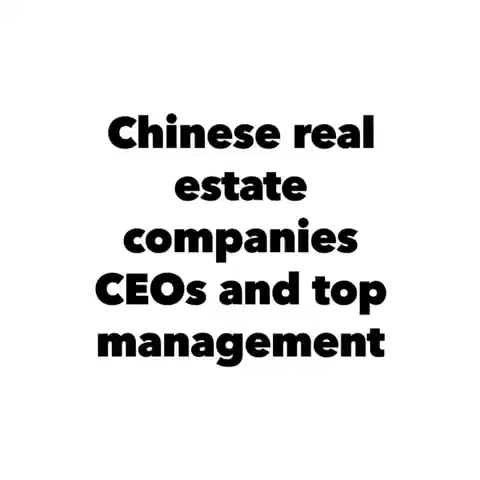 Chinese real
estate
companies
CEOs and top
management